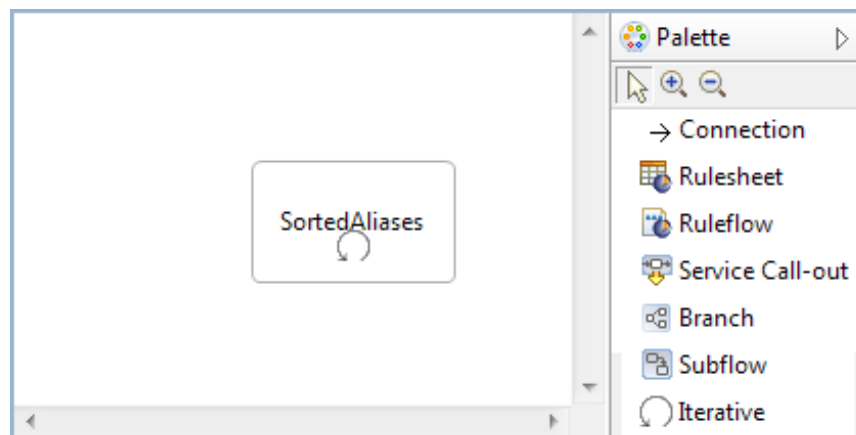 SortedAliases
Palette
Connection
Rulesheet
Ruleflow
Service Call-out
Branch
Subflow
Iterative